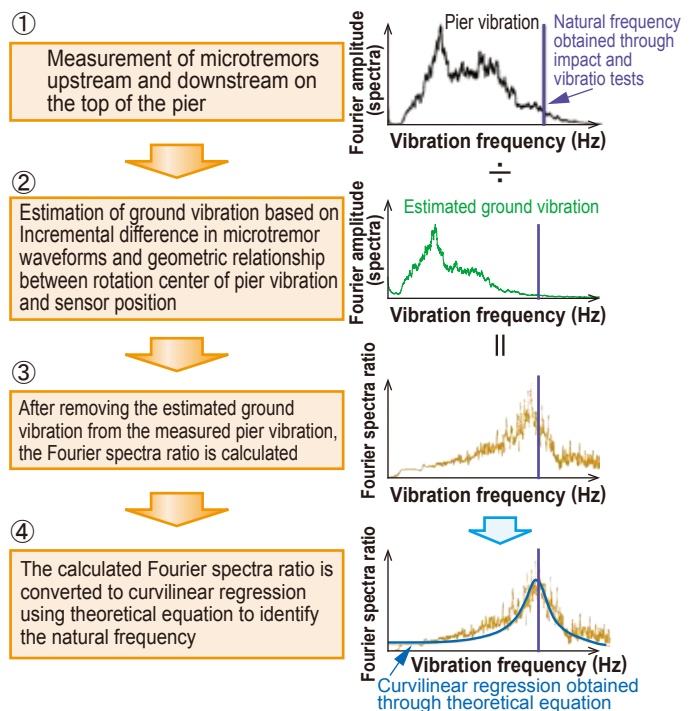 ①
Measurement of microtremors
upstream and downstream on
the top of the pier
Fourier amplitude
(spectra)
Pier vibration
Natural frequency
obtained through
impact and
vibratio tests
Vibration frequency (Hz)
÷
②
Estimation of ground vibration based on
Incremental difference in microtremor
waveforms and geometric relationship
between rotation center of pier vibration
and sensor position
Fourier amplitude
(spectra)
Estimated ground vibration
Vibration frequency (Hz)
=
③
After removing the estimated ground
vibration from the measured pier vibration,
the Fourier spectra ratio is calculated
Fourier spectra ratio
Vibration frequency (Hz)
④
The calculated Fourier spectra ratio is
converted to curvilinear regression
using theoretical equation to identify
the natural frequency
Fourier spectra ratio
Vibration frequency (Hz)
Curvilinear regression obtained
through theoretical equation